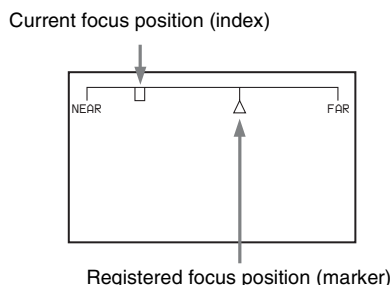 Current focus position (index)
NEAR
FAR
Registered focus position (marker)